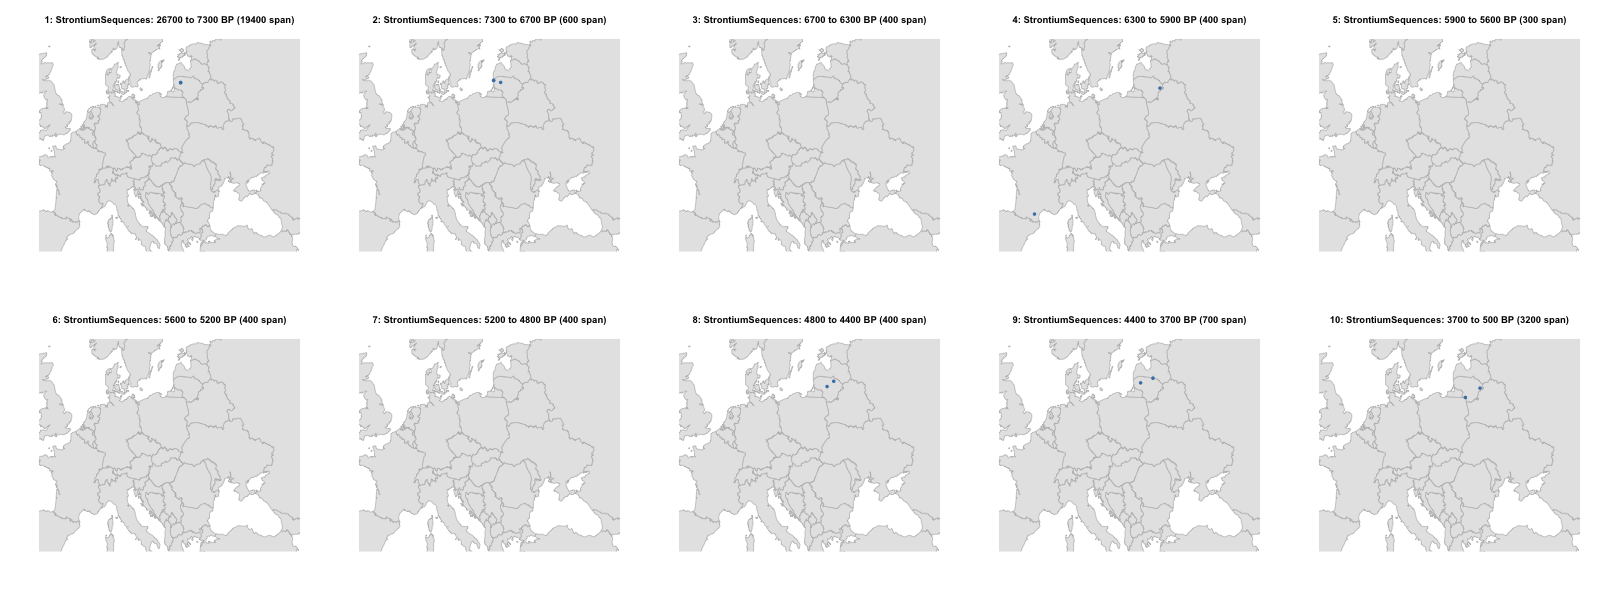 1: StrontiumSequences: 26700 to 7300 BP (19400 span)
2: StrontiumSequences: 7300 to 6700 BP (600 span)
3: StrontiumSequences: 6700 to 6300 BP (400 span)
4: StrontiumSequences: 6300 to 5900 BP (400 span)
5: StrontiumSequences: 5900 to 5600 BP (300 span)
6: StrontiumSequences: 5600 to 5200 BP (400 span)
7: StrontiumSequences: 5200 to 4800 BP (400 span)
8: StrontiumSequences: 4800 to 4400 BP (400 span)
9: StrontiumSequences: 4400 to 3700 BP (700 span)
10: StrontiumSequences: 3700 to 500 BP (3200 span)